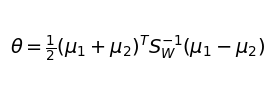 θ = ½(μ₁ + μ₂)ᵀS_W⁻¹(μ₁ − μ₂)